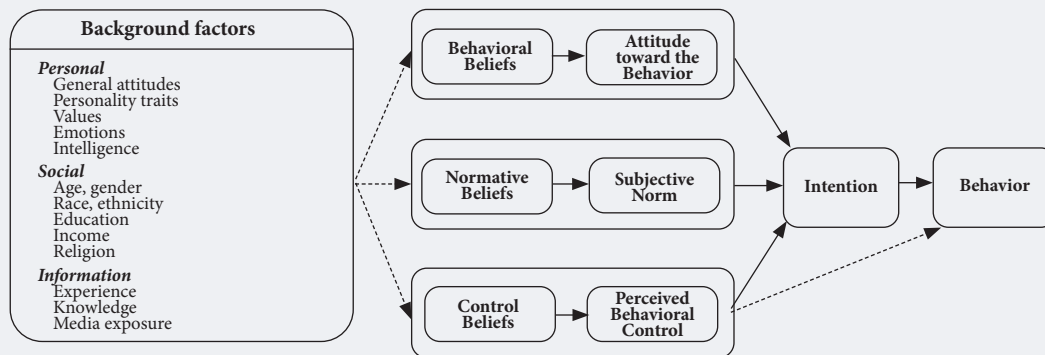 Background factors
Personal
General attitudes
Personality traits
Values
Emotions
Intelligence
Social
Age, gender
Race, ethnicity
Education
Income
Religion
Information
Experience
Knowledge
Media exposure
Behavioral
Beliefs
Attitude
toward the
Behavior
Normative
Beliefs
Subjective
Norm
Control
Beliefs
Perceived
Behavioral
Control
Intention
Behavior